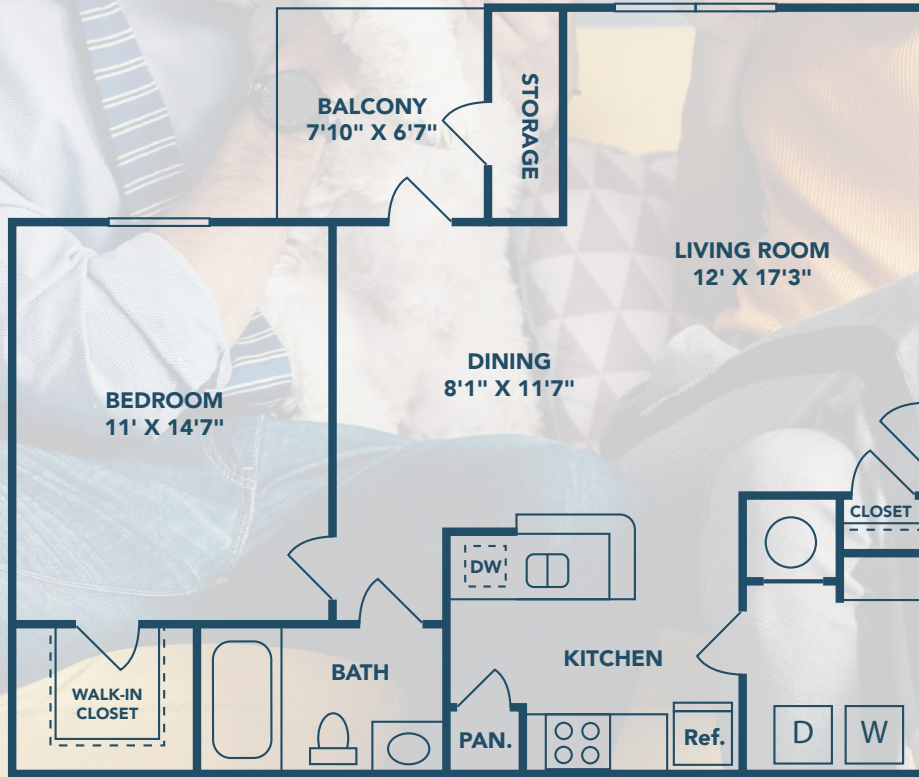 BALCONY
7'10" X 6'7"
STORAGE
LIVING ROOM
12' X 17'3"
DINING
8'1" X 11'7"
BEDROOM
11' X 14'7"
CLOSET
DW
BATH
KITCHEN
WALK-IN
CLOSET
PAN.
Ref.
D
W